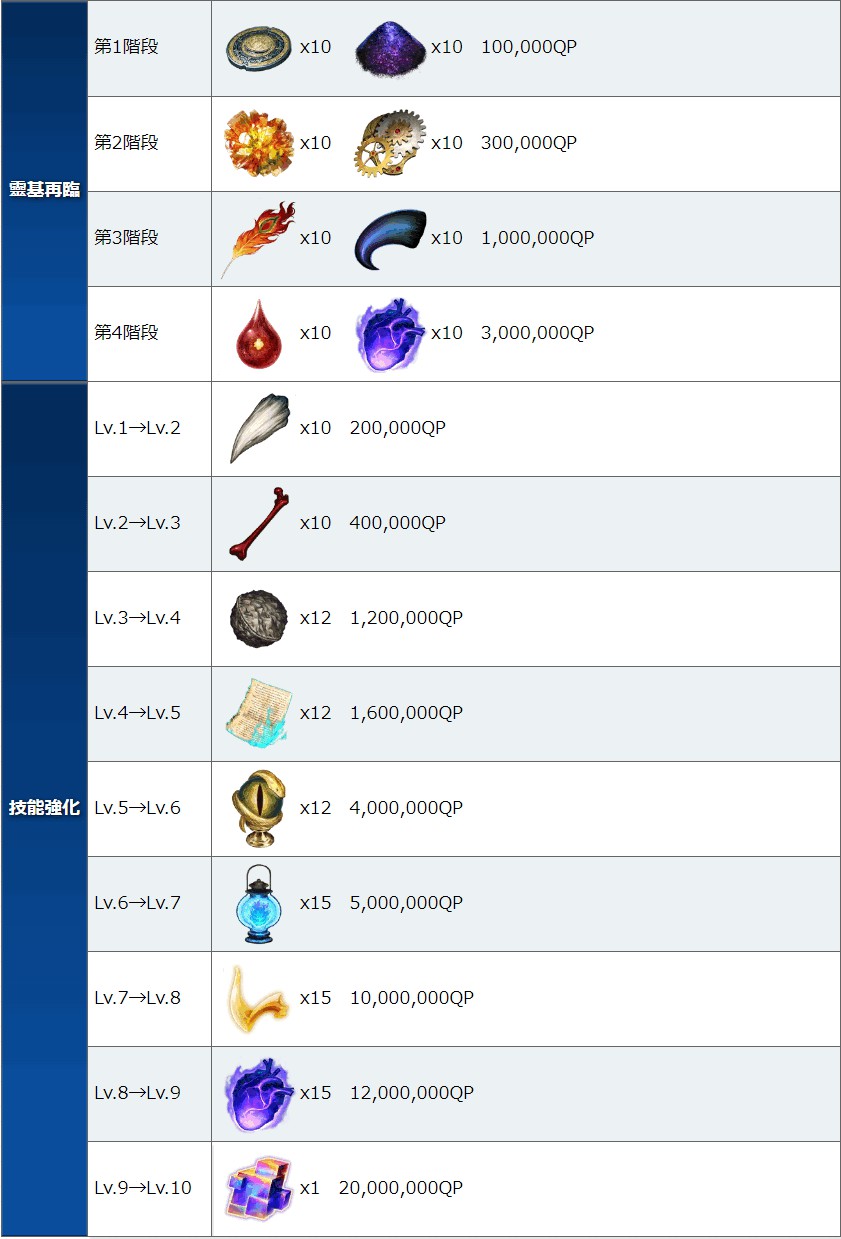 靈基再臨
第1階段 x10 x10 100,000QP
第2階段 x10 x10 300,000QP
第3階段 x10 x10 1,000,000QP
第4階段 x10 x10 3,000,000QP
技能強化
Lv.1→Lv.2 x10 200,000QP
Lv.2→Lv.3 x10 400,000QP
Lv.3→Lv.4 x12 1,200,000QP
Lv.4→Lv.5 x12 1,600,000QP
Lv.5→Lv.6 x12 4,000,000QP
Lv.6→Lv.7 x15 5,000,000QP
Lv.7→Lv.8 x15 10,000,000QP
Lv.8→Lv.9 x15 12,000,000QP
Lv.9→Lv.10 x1 20,000,000QP